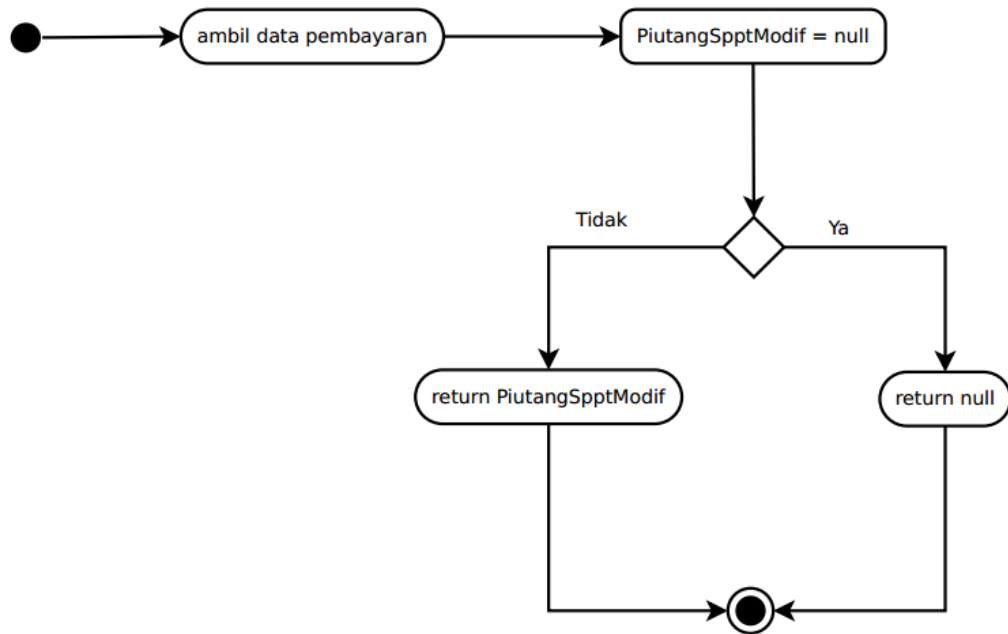 ambil data pembayaran
PiutangSpptModif = null
Tidak
Ya
return PiutangSpptModif
return null